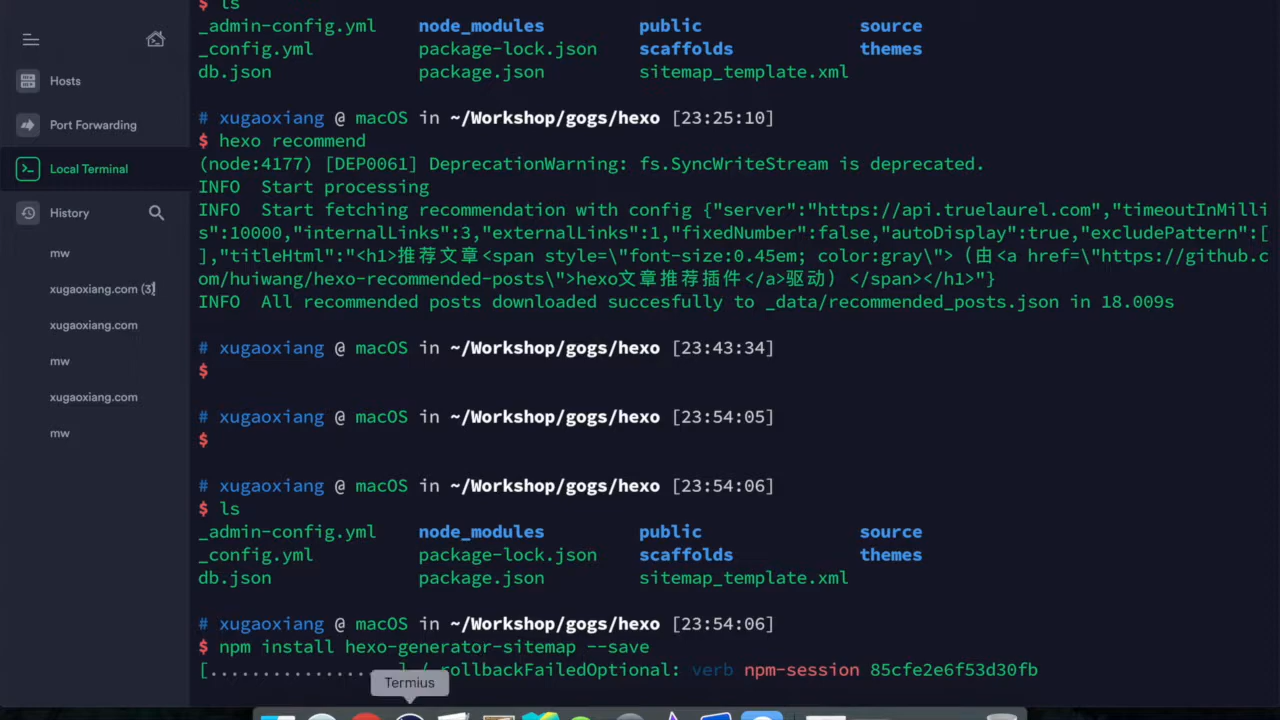 $ ls
_admin-config.yml node_modules public source
_config.yml package-lock.json scaffolds themes
db.json package.json sitemap_template.xml
Hosts
Port Forwarding
Local Terminal
History
mw
xugaoxiang.com (3)
xugaoxiang.com
mw
xugaoxiang.com
mw
# xugaoxiang @ macOS in ~/Workshop/gogs/hexo [23:25:10]
$ hexo recommend
(node:4177) [DEP0061] DeprecationWarning: fs.SyncWriteStream is deprecated.
INFO  Start processing
INFO  Start fetching recommendation with config {"server":"https://api.truelaurel.com","timeoutInMilli
s":10000,"internalLinks":3,"externalLinks":1,"fixedNumber":false,"autoDisplay":true,"excludePattern":[
],"titleHtml":"<h1>推荐文章<span style=\"font-size:0.45em; color:gray\">（由<a href=\"https://github.c
om/huiwang/hexo-recommended-posts\">hexo文章推荐插件</a>驱动）</span></h1>"}
INFO  All recommended posts downloaded succesfully to _data/recommended_posts.json in 18.009s
# xugaoxiang @ macOS in ~/Workshop/gogs/hexo [23:43:34]
$
# xugaoxiang @ macOS in ~/Workshop/gogs/hexo [23:54:05]
$
# xugaoxiang @ macOS in ~/Workshop/gogs/hexo [23:54:06]
$ ls
_admin-config.yml node_modules public source
_config.yml package-lock.json scaffolds themes
db.json package.json sitemap_template.xml
# xugaoxiang @ macOS in ~/Workshop/gogs/hexo [23:54:06]
$ npm install hexo-generator-sitemap --save
[..................] / rollbackFailedOptional: verb npm-session 85cfe2e6f53d30fb
Termius